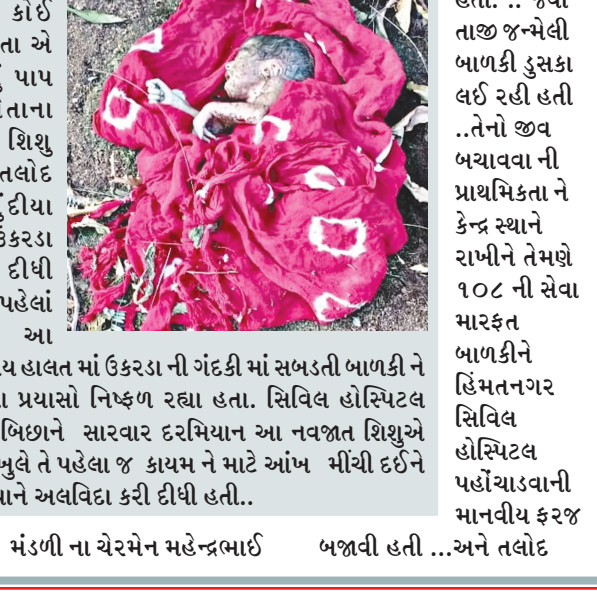 કોઈ
તા એ
પાપ
શિશુ
તલોદ
દીધી
પહેલાં
આ
હાલત માં ઉકરડા ની ગંદકી માં સબડતી બાળકી ને
પ્રયાસો નિષ્ફળ રહ્યા હતા. સિવિલ હોસ્પિટલ
બિછાને સારવાર દરમિયાન આ નવજાત શિશુએ
ખુલે તે પહેલા જ કાયમ ને માટે આંખ મીંચી દઈને
અલવિદા કરી દીધી હતી..
મંડળી ના ચેરમેન મહેન્દ્રભાઈ
તાજી જન્મેલી
બાળકી ડુસકા
લઈ રહી હતી
..તેનો જીવ
બચાવવા ની
પ્રાથમિકતા ને
કેન્દ્ર સ્થાને
રાખીને તેમણે
૧૦૮ ની સેવા
મારફત
બાળકીને
હિંમતનગર
સિવિલ
હોસ્પિટલ
પહોંચાડવાની
માનવીય ફરજ
બજાવી હતી ...અને તલોદ